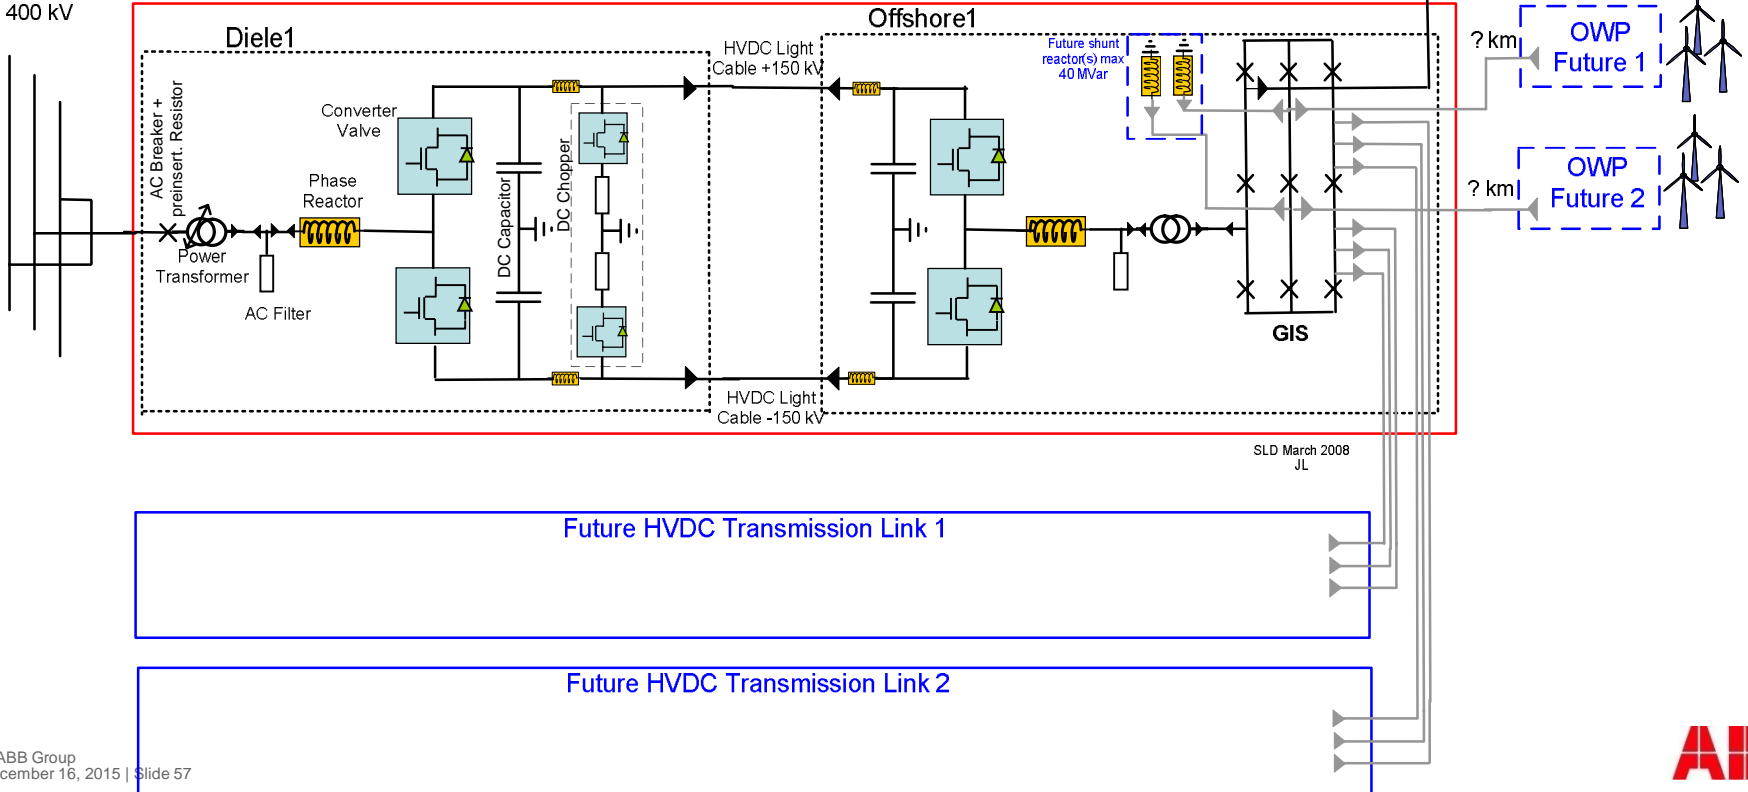 400 kV
Diele1
Offshore1
HVDC Light
Cable +150 kV
Future shunt
reactor(s) max
40 MVar
? km
OWP
Future 1
AC Breaker +
preinsert. Resistor
Converter
Valve
Phase
Reactor
DC Capacitor
DC Chopper
? km
OWP
Future 2
Power
Transformer
AC Filter
GIS
HVDC Light
Cable -150 kV
SLD March 2008
JL
Future HVDC Transmission Link 1
Future HVDC Transmission Link 2
ABB Group
cember 16, 2015 | Slide 57